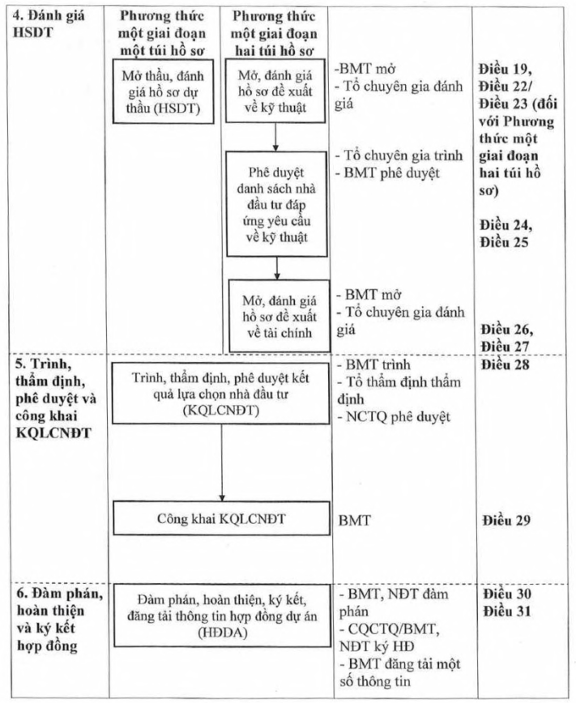 4. Đánh giá
HSDT
Phương thức
một giai đoạn
một túi hồ sơ
Phương thức
một giai đoạn
hai túi hồ sơ
Mở thầu, đánh
giá hồ sơ dự
thầu (HSDT)
Mở, đánh giá
hồ sơ đề xuất
về kỹ thuật
-BMT mở
- Tổ chuyên gia đánh
giá
Điều 19,
Điều 22/
Điều 23 (đối
với Phương
thức một
giai đoạn
hai túi hồ
sơ)
Phê duyệt
danh sách nhà
đầu tư đáp
ứng yêu cầu
về kỹ thuật
- Tổ chuyên gia trình
- BMT phê duyệt
Điều 24,
Điều 25
Mở, đánh giá
hồ sơ đề xuất
về tài chính
- BMT mở
- Tổ chuyên gia đánh
giá
Điều 26,
Điều 27
5. Trình,
thẩm định,
phê duyệt và
công khai
KQLCNĐT
Trình, thẩm định, phê duyệt kết
quả lựa chọn nhà đầu tư
(KQLCNĐT)
- BMT trình
- Tổ thẩm định thẩm
định
- NCTQ phê duyệt
Điều 28
Công khai KQLCNĐT
BMT
Điều 29
6. Đàm phán,
hoàn thiện
và ký kết
hợp đồng
Đàm phán, hoàn thiện, ký kết,
đăng tải thông tin hợp đồng dự án
(HĐDA)
- BMT, NĐT đàm
phán
- CQCTQ/BMT,
NĐT ký HĐ
- BMT đăng tải một
số thông tin
Điều 30
Điều 31